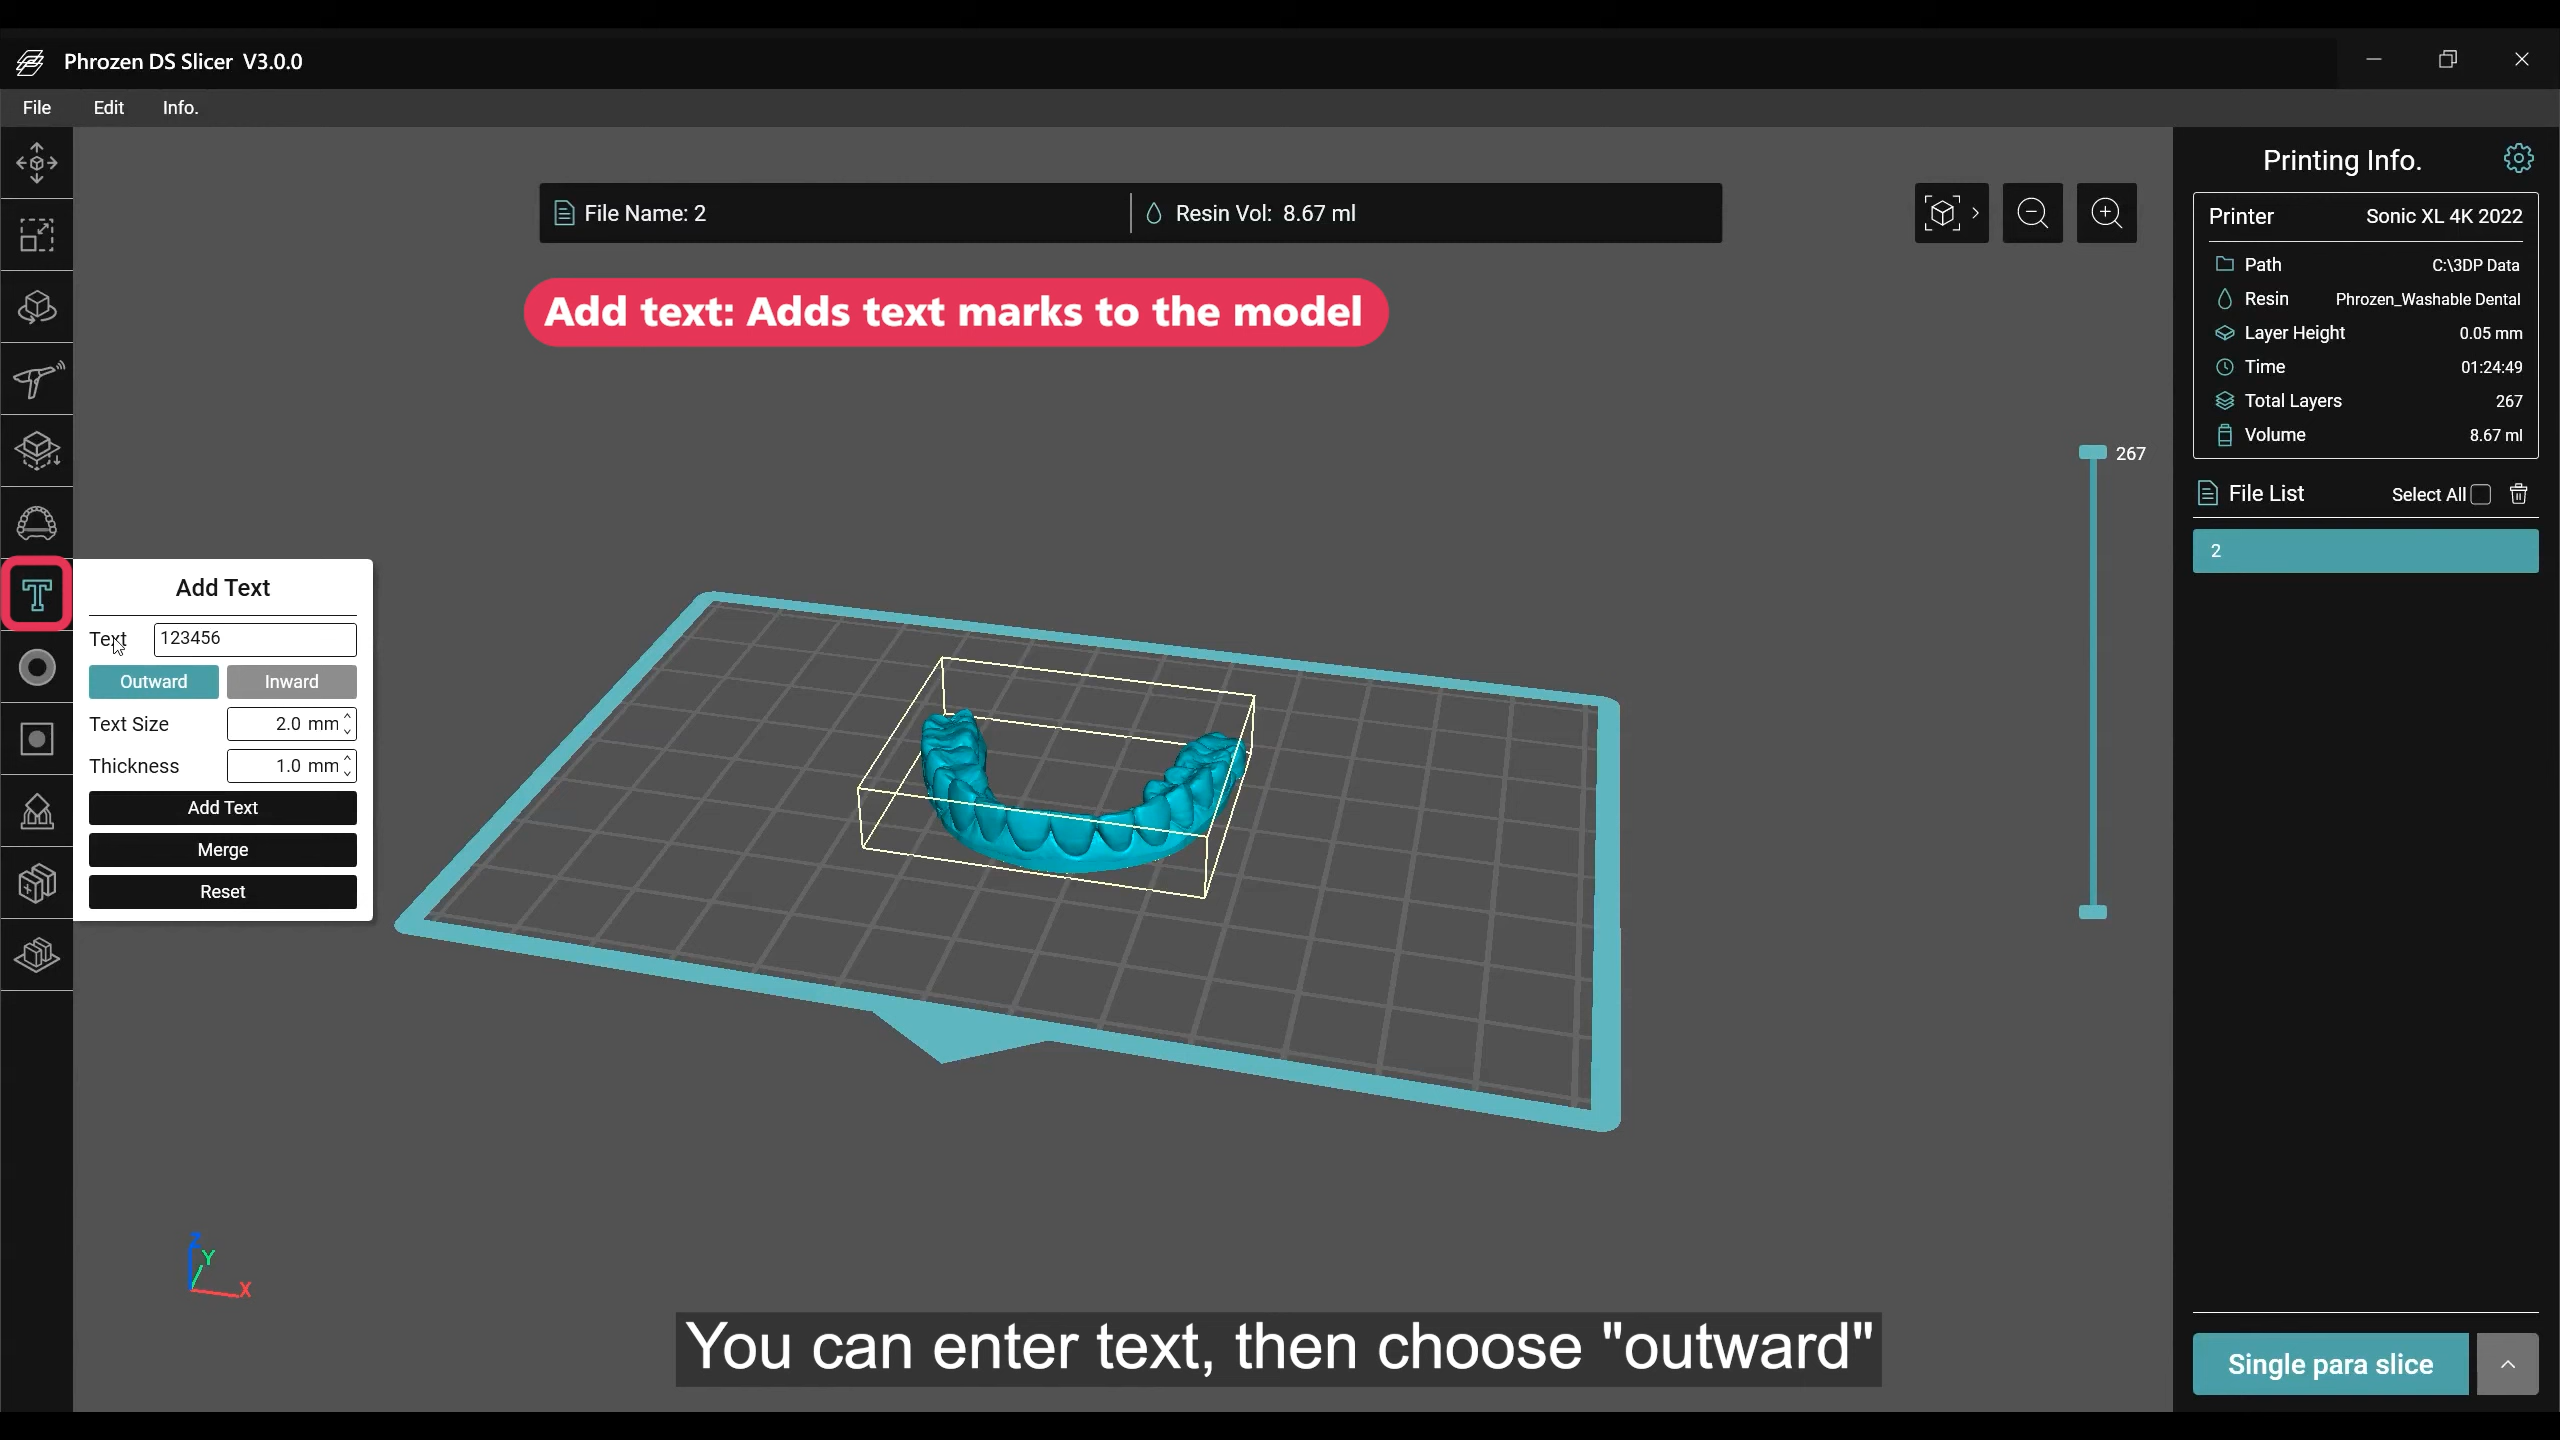 Phrozen DS Slicer V3.0.0
File Edit Info.
File Name: 2
Resin Vol: 8.67 ml
Add text: Adds text marks to the model
Add Text
Text 123456
Outward Inward
Text Size 2.0 mm
Thickness 1.0 mm
Add Text
Merge
Reset
267
Z
Y
X
Printing Info.
Printer Sonic XL 4K 2022
Path C:\3DP Data
Resin Phrozen_Washable Dental
Layer Height 0.05 mm
Time 01:24:49
Total Layers 267
Volume 8.67 ml
File List Select All
2
Single para slice
You can enter text, then choose "outward"